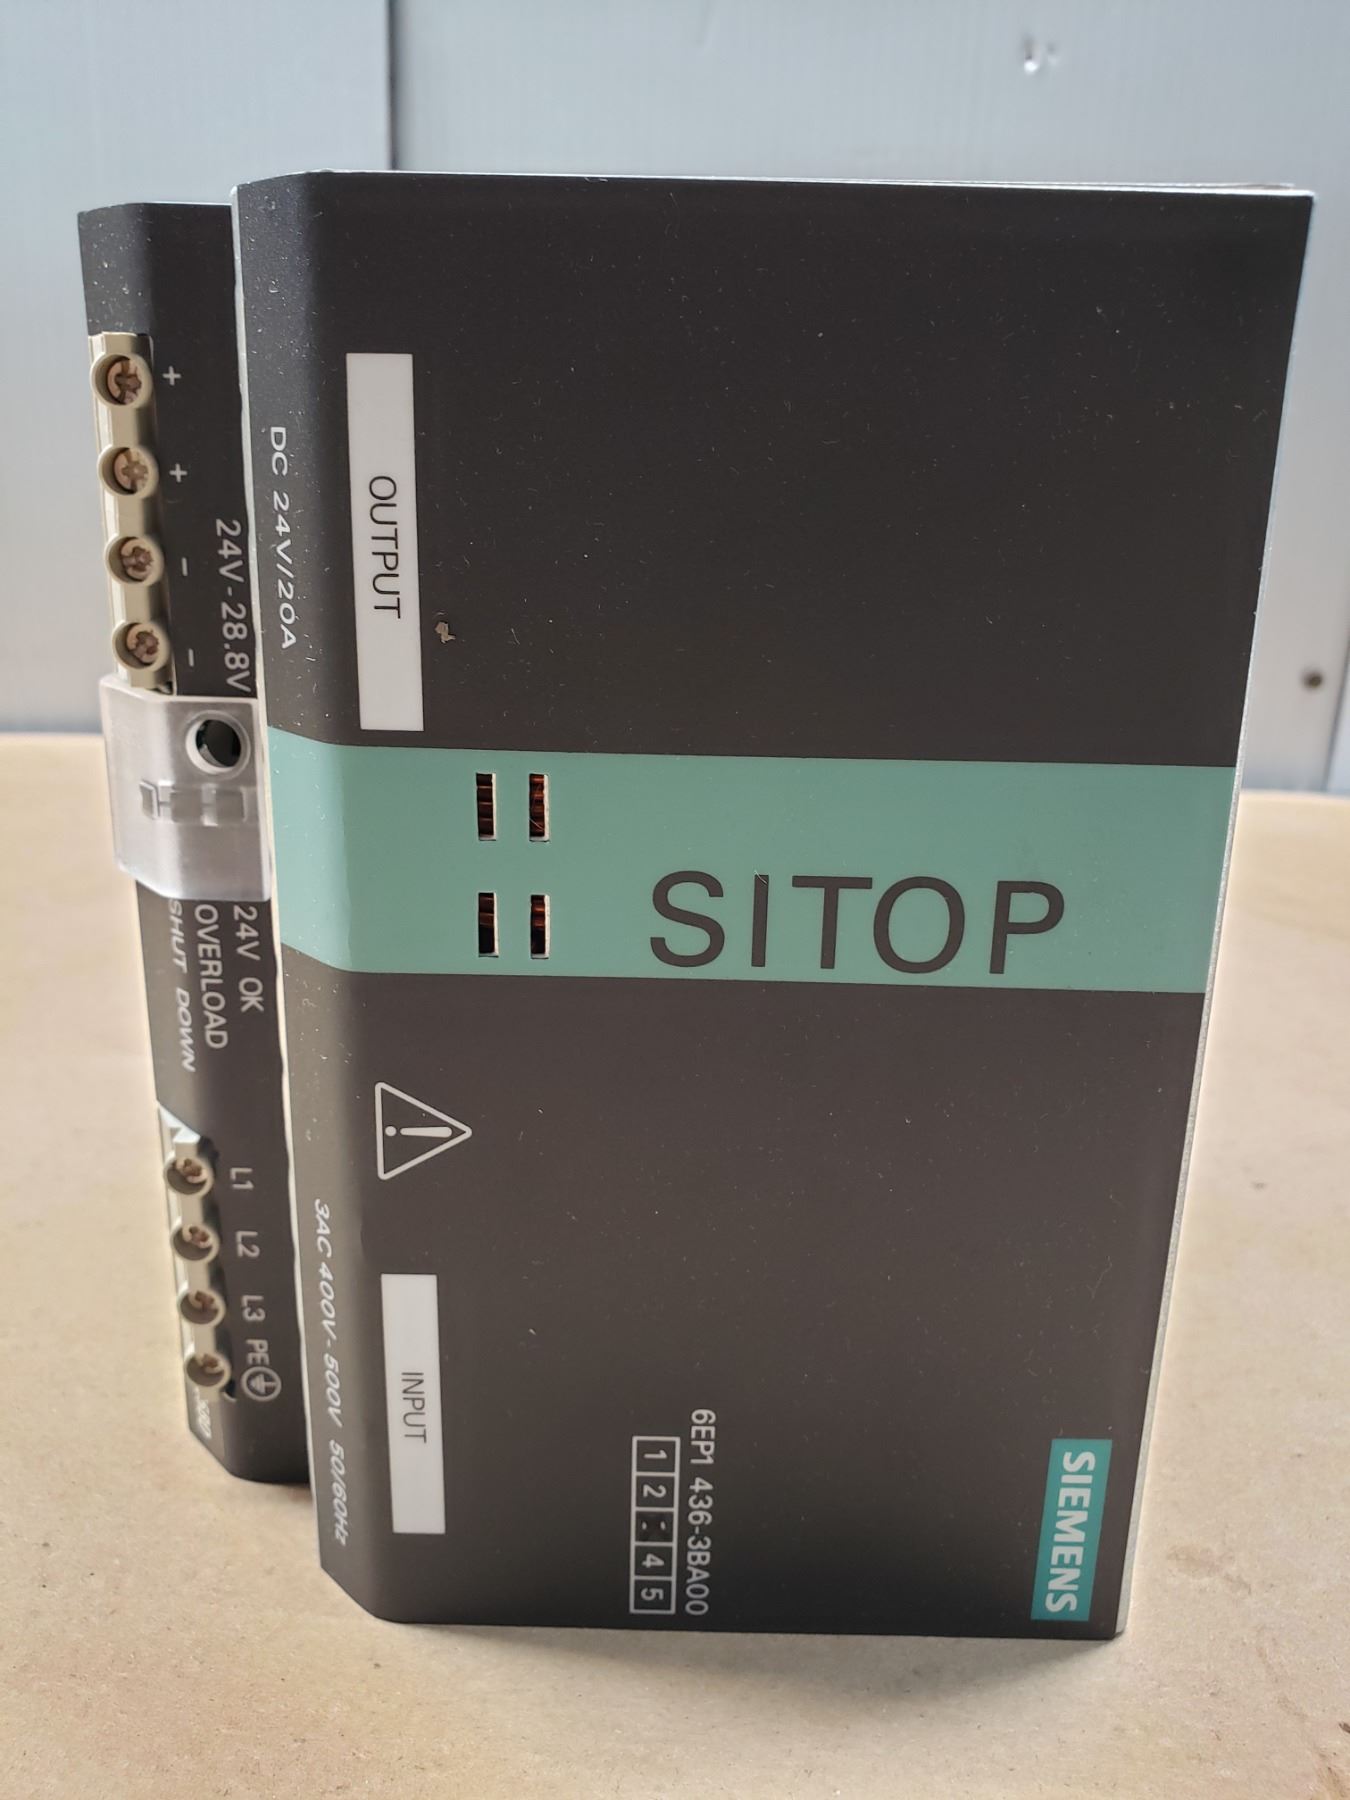 +
+
-
-
24V-28.8V
DC 24V/20A
OUTPUT
SITOP
24V OK
OVERLOAD
SHUT DOWN
L1
L2
L3
PE
3AC 400V-500V 50/60Hz
INPUT
6EP1 436-3BA00
1 2 4 5
SIEMENS